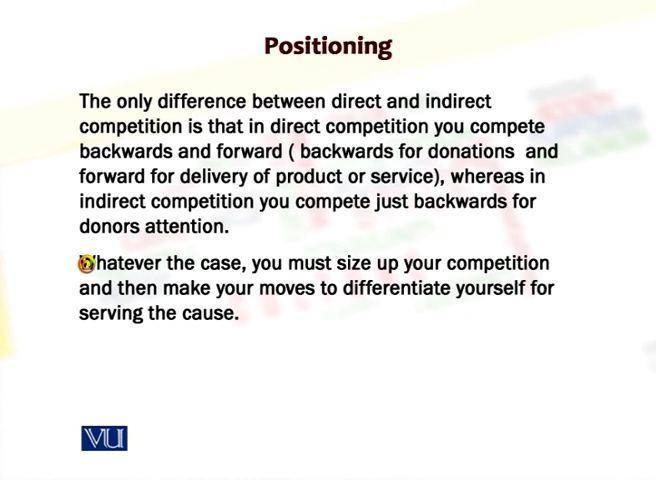 Positioning
The only difference between direct and indirect
competition is that in direct competition you compete
backwards and forward ( backwards for donations and
forward for delivery of product or service), whereas in
indirect competition you compete just backwards for
donors attention.
Whatever the case, you must size up your competition
and then make your moves to differentiate yourself for
serving the cause.
VU